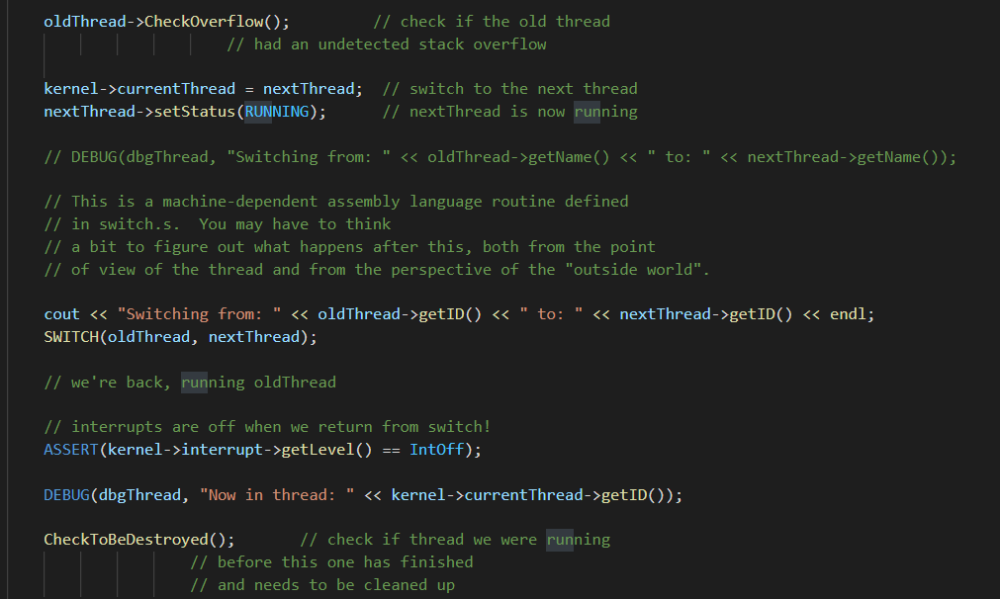 oldThread->CheckOverflow(); // check if the old thread
// had an undetected stack overflow
kernel->currentThread = nextThread; // switch to the next thread
nextThread->setStatus(RUNNING); // nextThread is now running
// DEBUG(dbgThread, "Switching from: " << oldThread->getName() << " to: " << nextThread->getName());
// This is a machine-dependent assembly language routine defined
// in switch.s.  You may have to think
// a bit to figure out what happens after this, both from the point
// of view of the thread and from the perspective of the "outside world".
cout << "Switching from: " << oldThread->getID() << " to: " << nextThread->getID() << endl;
SWITCH(oldThread, nextThread);
// we're back, running oldThread
// interrupts are off when we return from switch!
ASSERT(kernel->interrupt->getLevel() == IntOff);
DEBUG(dbgThread, "Now in thread: " << kernel->currentThread->getID());
CheckToBeDestroyed(); // check if thread we were running
// before this one has finished
// and needs to be cleaned up